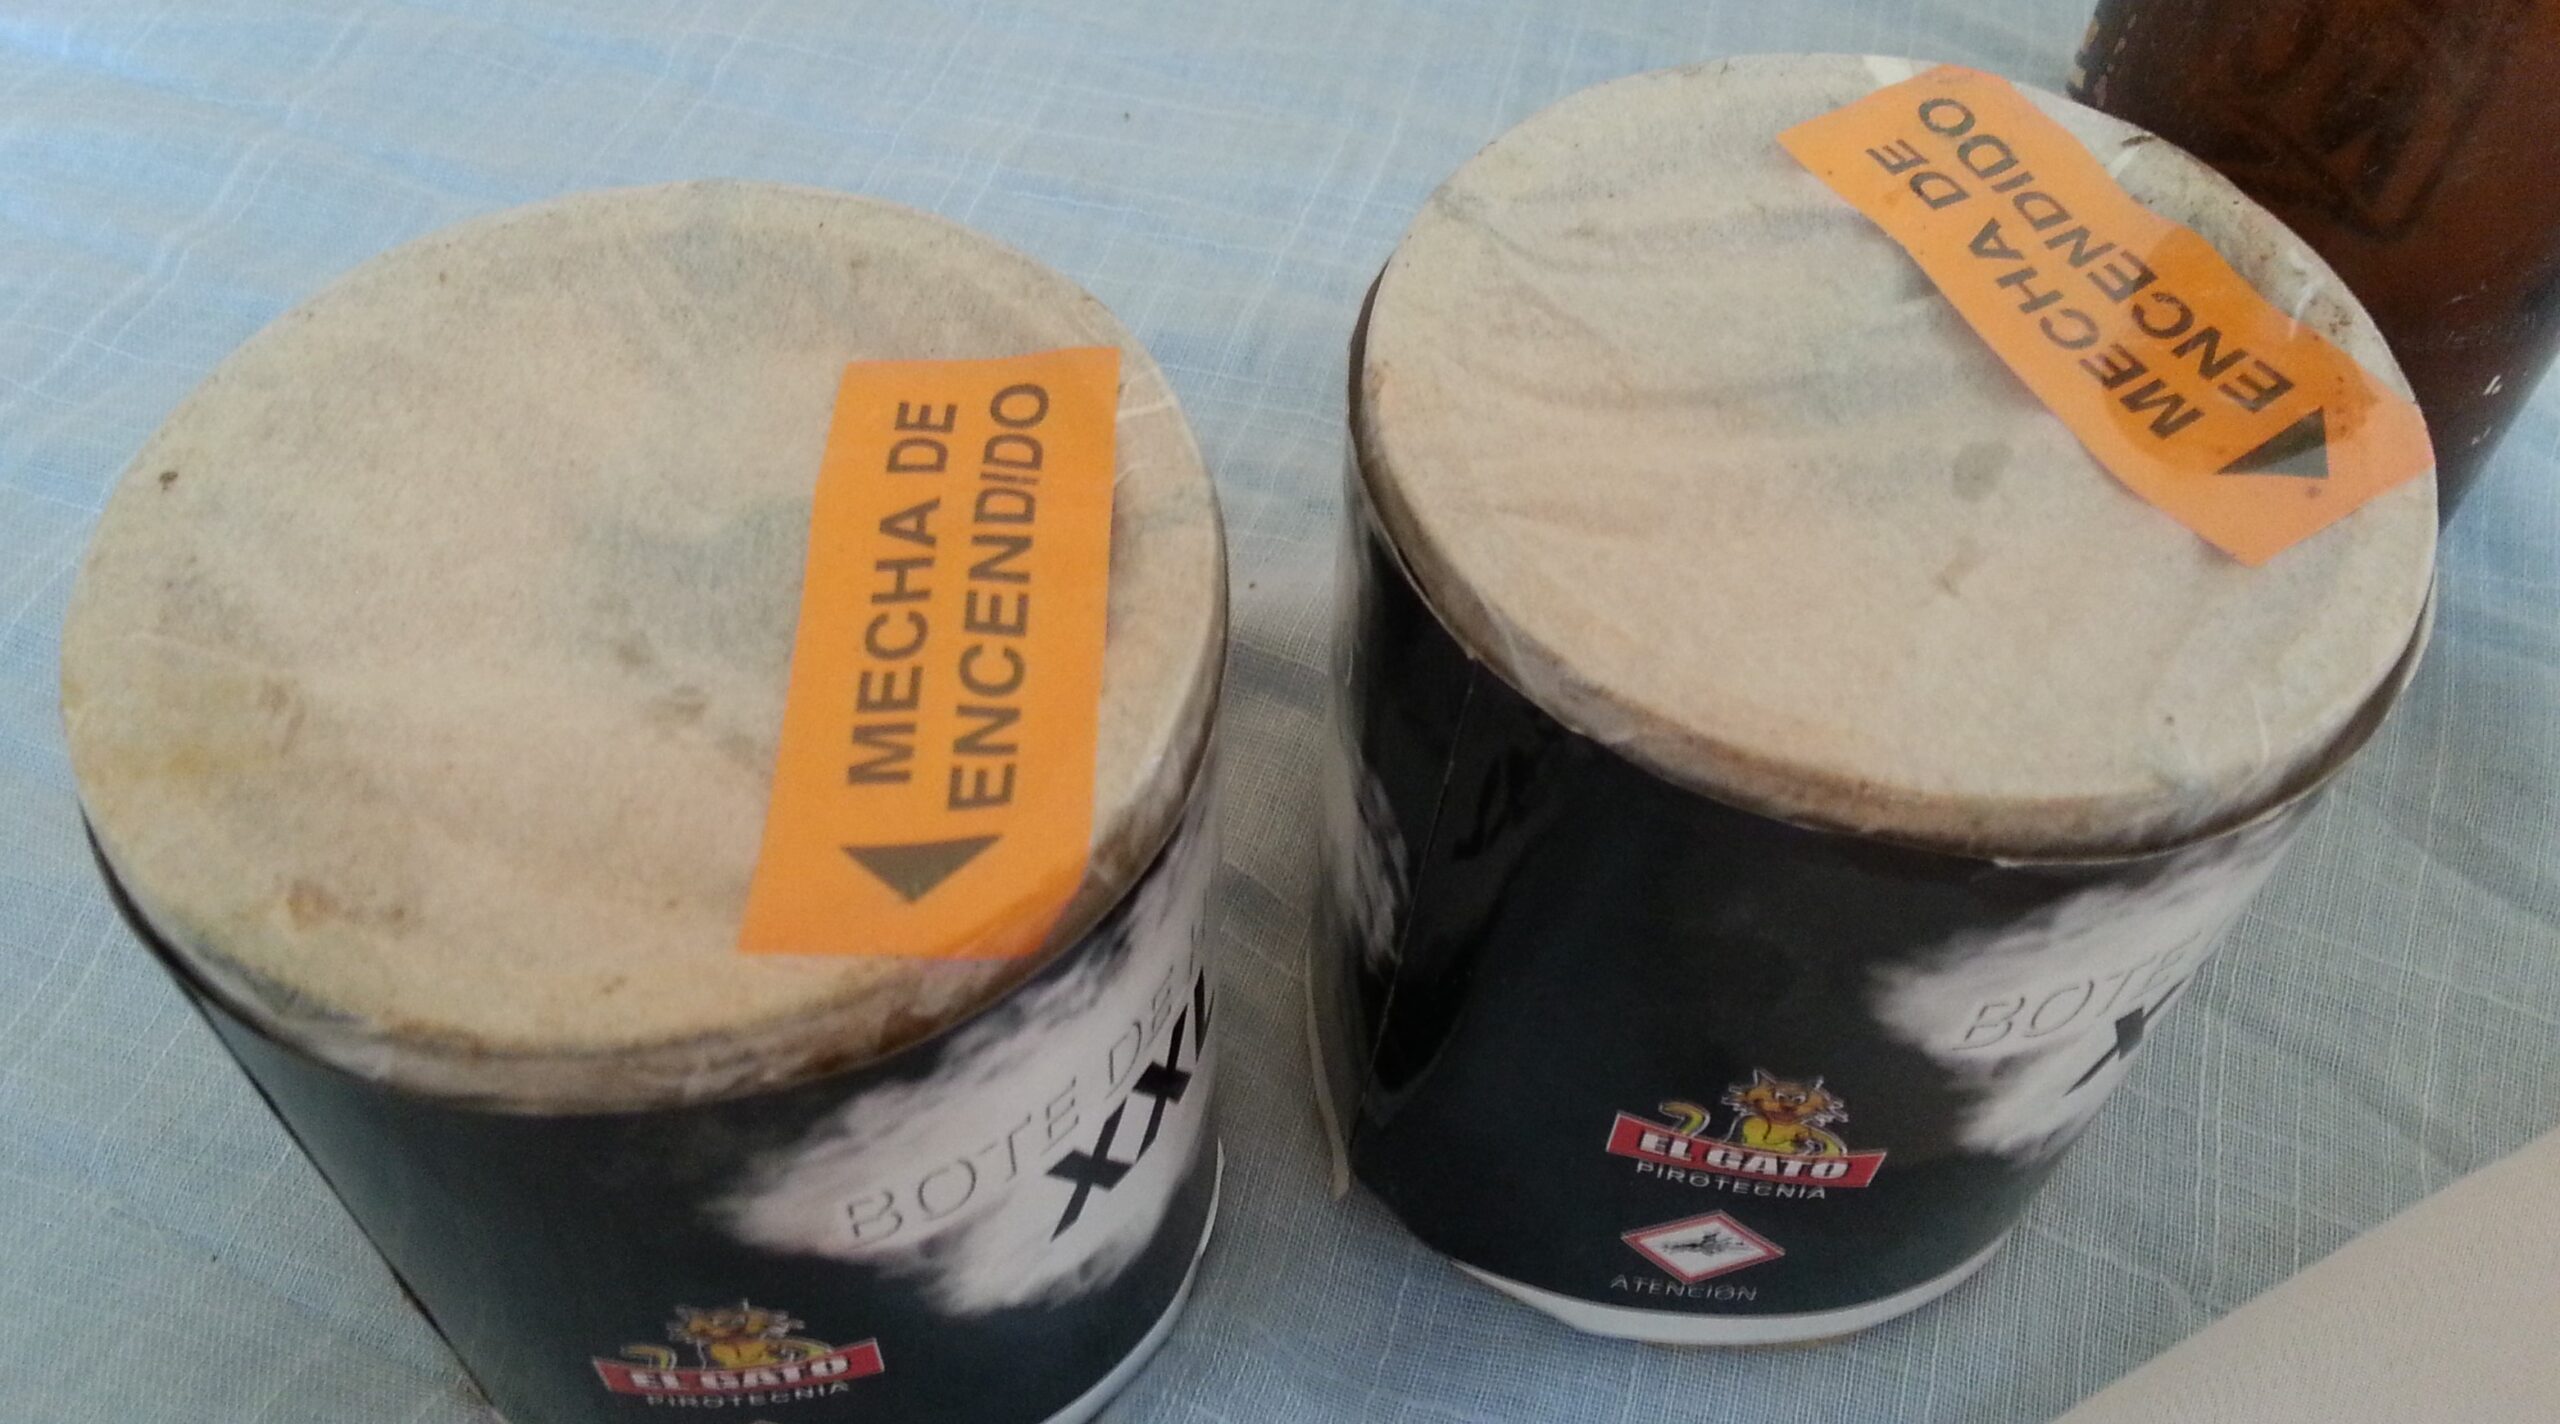 MECHA DE
ENCENDIDO
BOTE DE
XXL
EL GATO
PIROTECNIA
MECHA DE
ENCENDIDO
BOTE
EL GATO
PIROTECNIA
ATENCIÓN